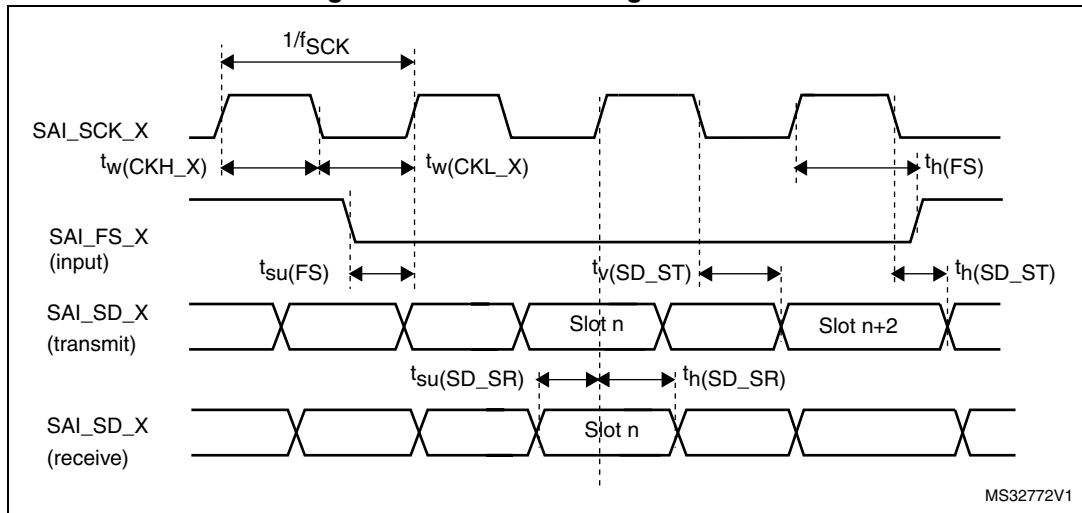 1/fSCK
SAI_SCK_X
tw(CKH_X)
tw(CKL_X)
th(FS)
SAI_FS_X
(input)
tsu(FS)
tv(SD_ST)
th(SD_ST)
SAI_SD_X
(transmit)
Slot n
Slot n+2
tsu(SD_SR)
th(SD_SR)
SAI_SD_X
(receive)
Slot n
MS32772V1